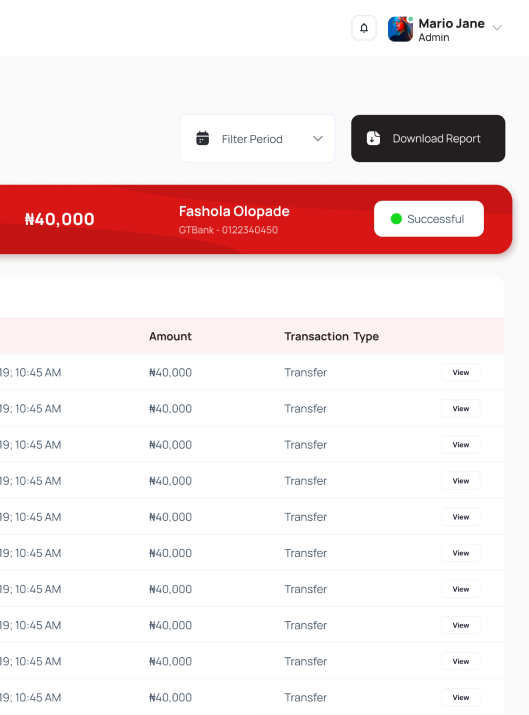 Mario Jane
Admin
Filter Period
Download Report
₦40,000
Fashola Olopade
GTBank - 0122340450
Successful
Amount Transaction Type
19; 10:45 AM ₦40,000 Transfer View
19; 10:45 AM ₦40,000 Transfer View
19; 10:45 AM ₦40,000 Transfer View
19; 10:45 AM ₦40,000 Transfer View
19; 10:45 AM ₦40,000 Transfer View
19; 10:45 AM ₦40,000 Transfer View
19; 10:45 AM ₦40,000 Transfer View
19; 10:45 AM ₦40,000 Transfer View
19; 10:45 AM ₦40,000 Transfer View
19; 10:45 AM ₦40,000 Transfer View